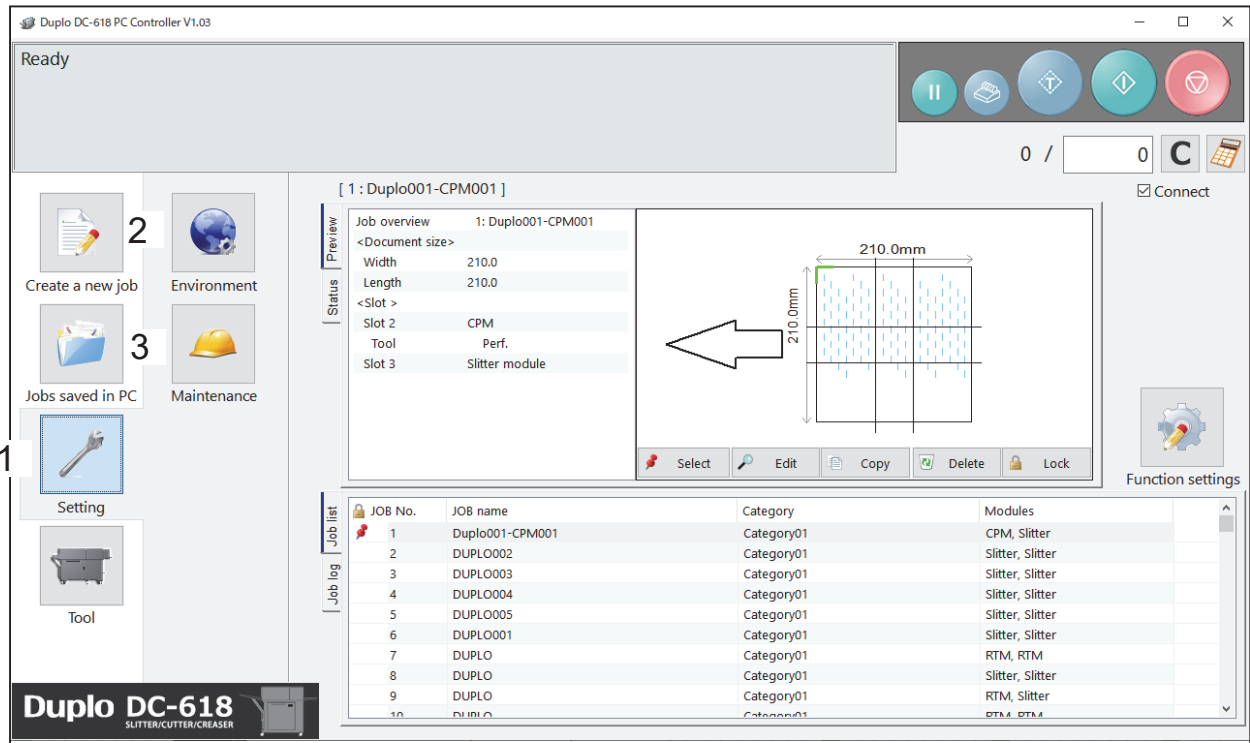 Duplo DC-618 PC Controller V1.03
Ready
0 / 0 C
Connect
[ 1 : Duplo001-CPM001 ]
Preview
Status
Job overview 1: Duplo001-CPM001
<Document size>
Width 210.0
Length 210.0
<Slot >
Slot 2 CPM
Tool Perf.
Slot 3 Slitter module
210.0mm
210.0mm
Select Edit Copy Delete Lock
Function settings
2
Create a new job Environment
3
Jobs saved in PC Maintenance
1
Setting
Tool
Job list
Job log
JOB No. JOB name Category Modules
1 Duplo001-CPM001 Category01 CPM, Slitter
2 DUPLO002 Category01 Slitter, Slitter
3 DUPLO003 Category01 Slitter, Slitter
4 DUPLO004 Category01 Slitter, Slitter
5 DUPLO005 Category01 Slitter, Slitter
6 DUPLO001 Category01 Slitter, Slitter
7 DUPLO Category01 RTM, RTM
8 DUPLO Category01 Slitter, Slitter
9 DUPLO Category01 RTM, Slitter
10 DUPLO Category01 RTM, RTM
Duplo DC-618
SLITTER/CUTTER/CREASER